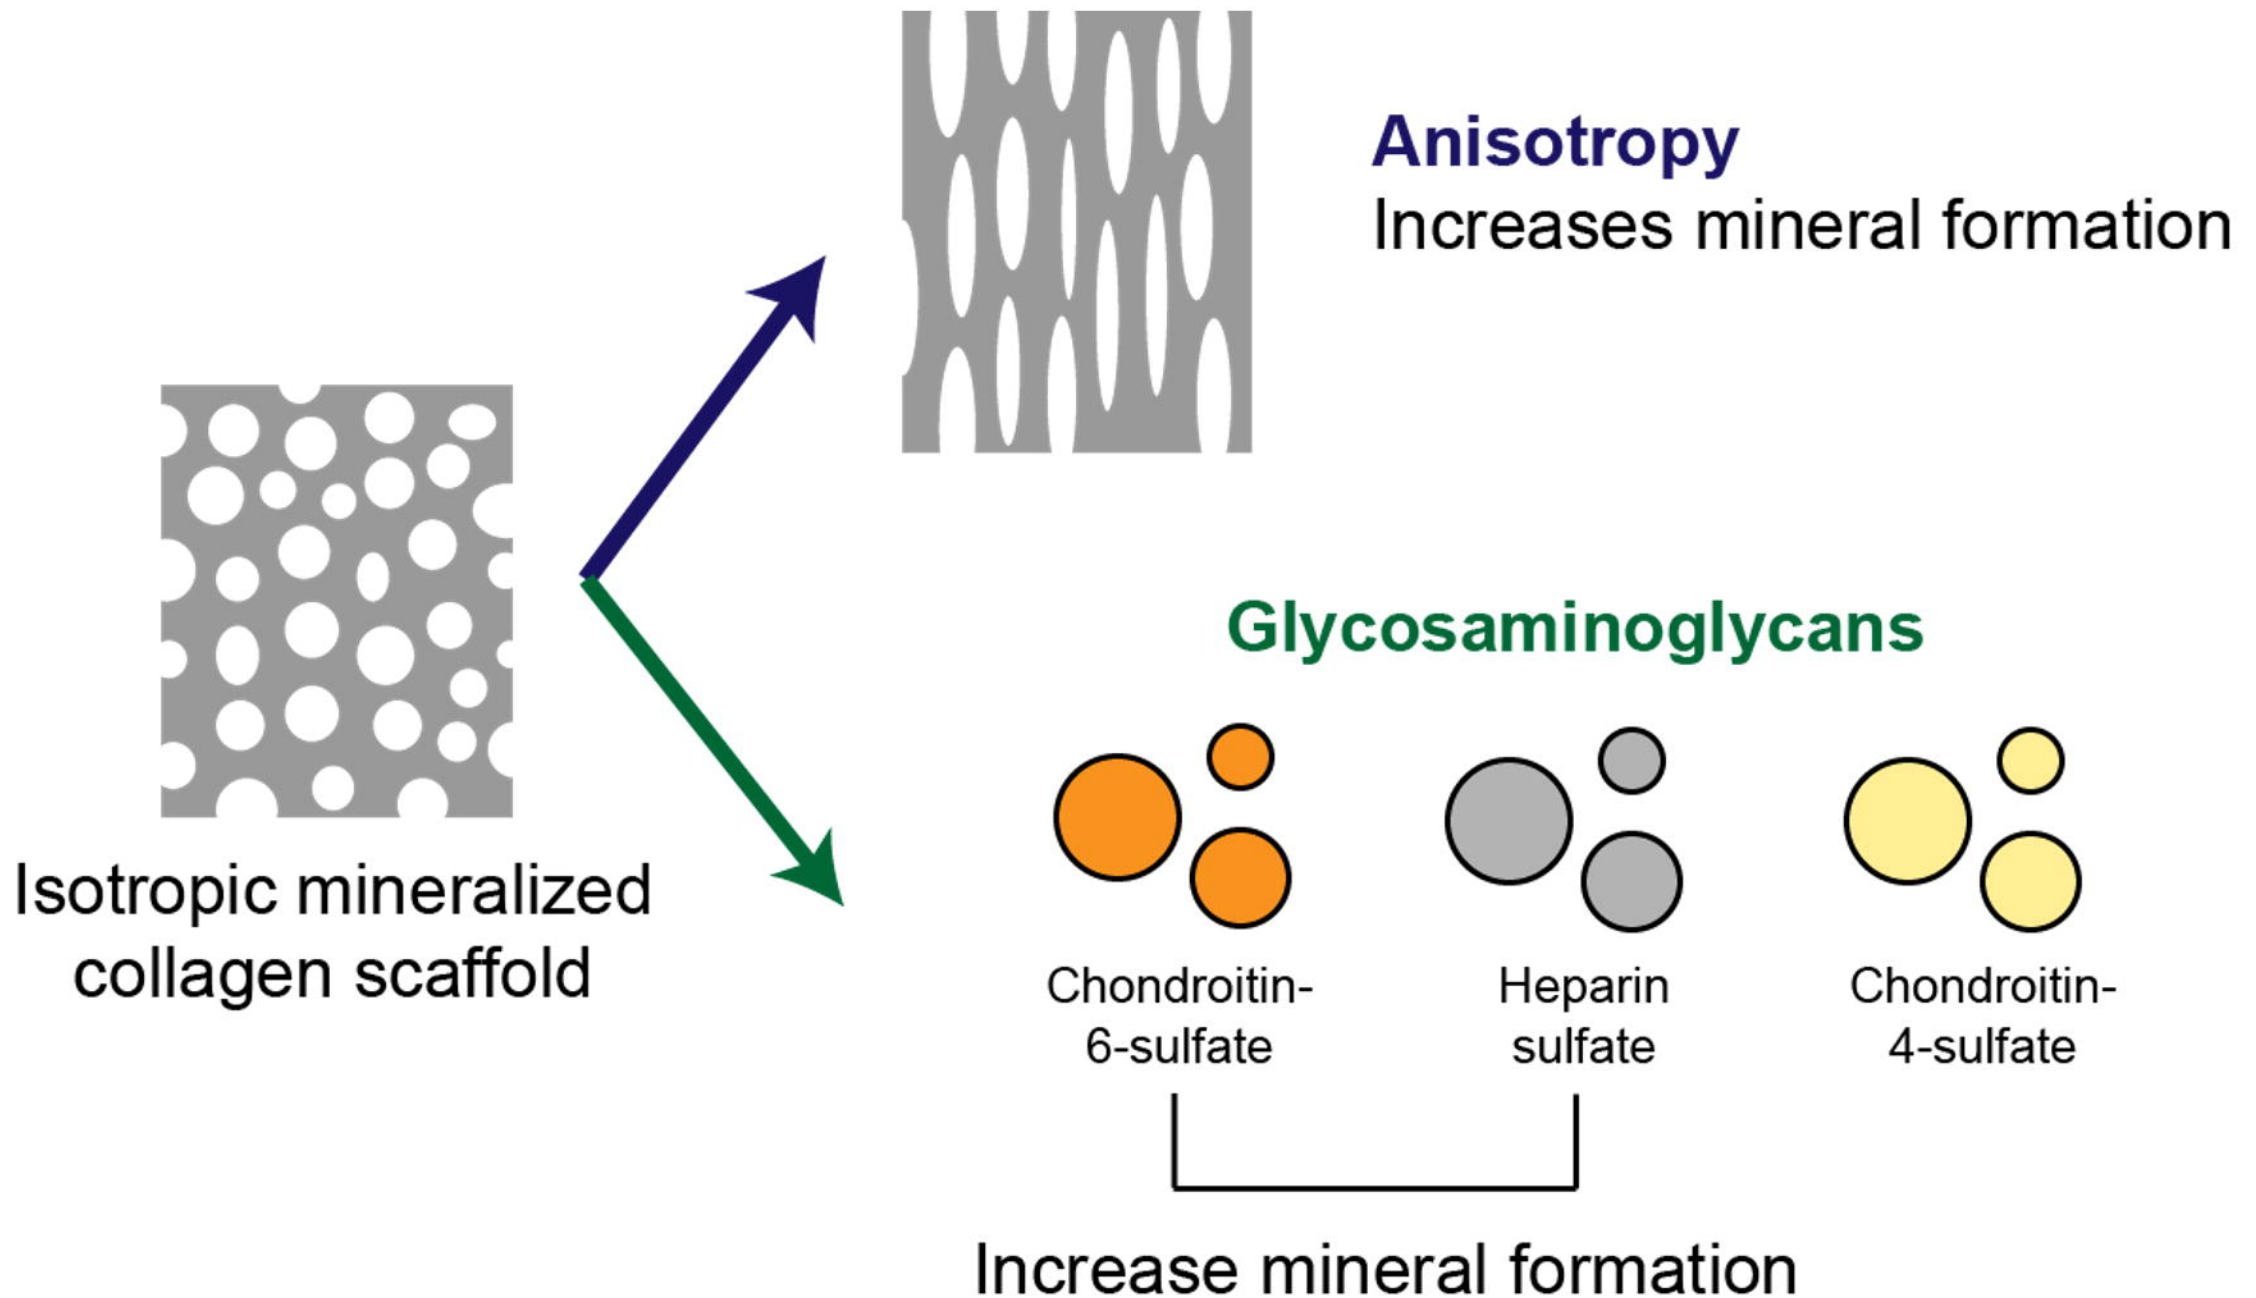 Anisotropy
Increases mineral formation
Isotropic mineralized
collagen scaffold
Glycosaminoglycans
Chondroitin-
6-sulfate
Heparin
sulfate
Chondroitin-
4-sulfate
Increase mineral formation